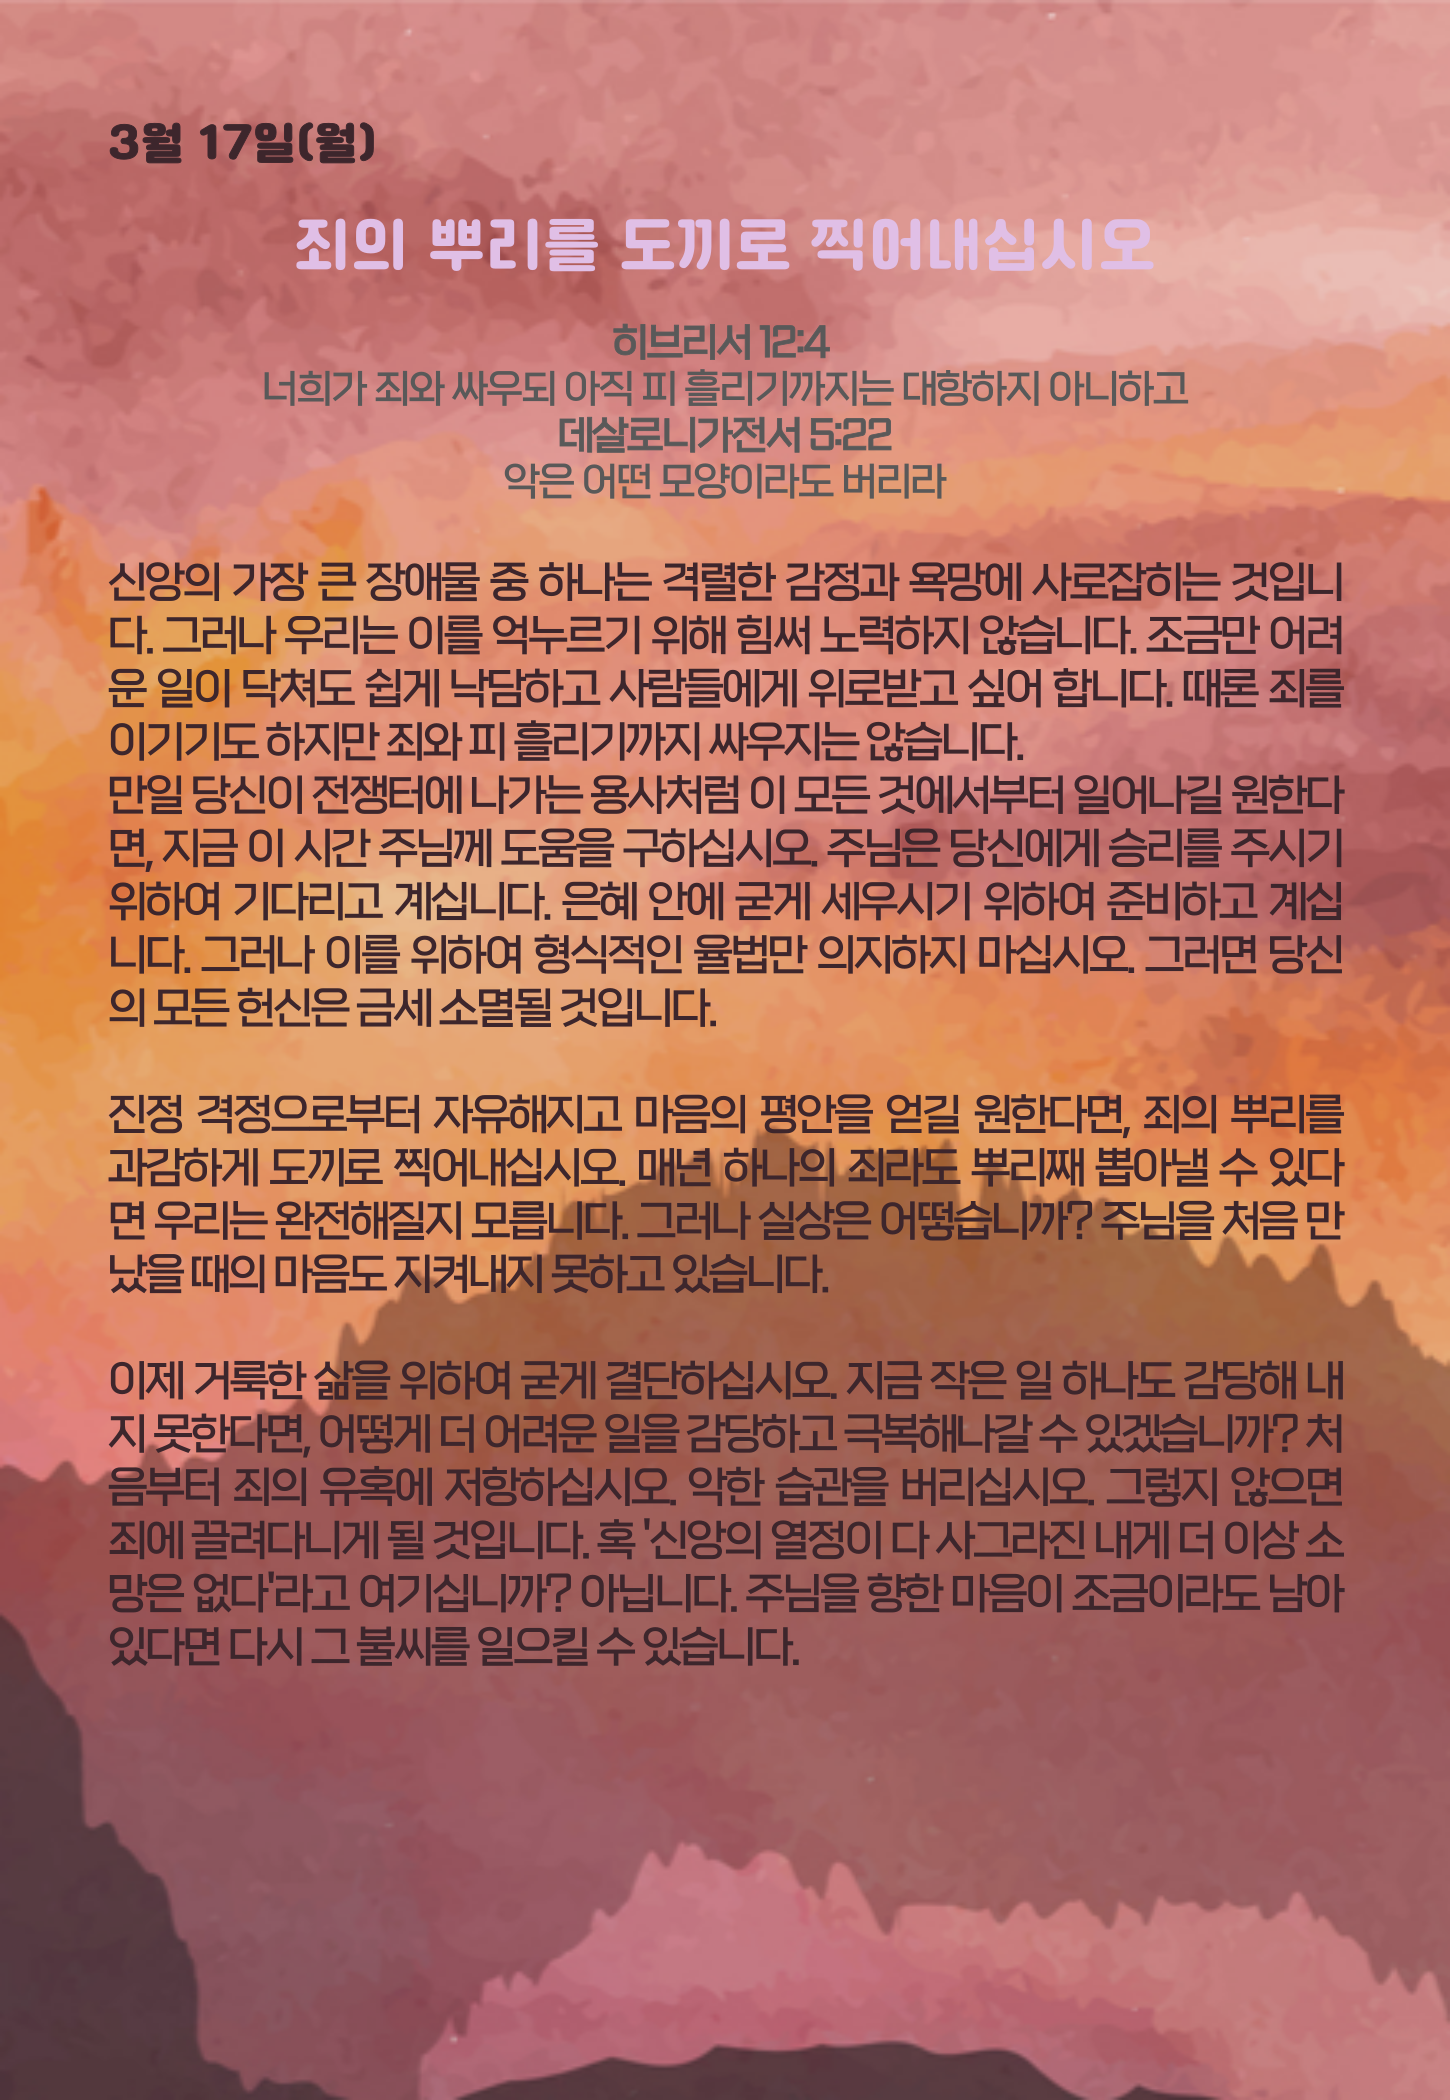 3월 17일(월)
죄의 뿌리를 도끼로 찍어내십시오
히브리서 12:4
너희가 죄와 싸우되 아직 피 흘리기까지는 대항하지 아니하고
데살로니가전서 5:22
악은 어떤 모양이라도 버리라
신앙의 가장 큰 장애물 중 하나는 격렬한 감정과 욕망에 사로잡히는 것입니
다. 그러나 우리는 이를 억누르기 위해 힘써 노력하지 않습니다. 조금만 어려
운 일이 닥쳐도 쉽게 낙담하고 사람들에게 위로받고 싶어 합니다. 때론 죄를
이기기도 하지만 죄와 피 흘리기까지 싸우지는 않습니다.
만일 당신이 전쟁터에 나가는 용사처럼 이 모든 것에서부터 일어나길 원한다
면, 지금 이 시간 주님께 도움을 구하십시오. 주님은 당신에게 승리를 주시기
위하여 기다리고 계십니다. 은혜 안에 굳게 세우시기 위하여 준비하고 계십
니다. 그러나 이를 위하여 형식적인 율법만 의지하지 마십시오. 그러면 당신
의 모든 헌신은 금세 소멸될 것입니다.
진정 격정으로부터 자유해지고 마음의 평안을 얻길 원한다면, 죄의 뿌리를
과감하게 도끼로 찍어내십시오. 매년 하나의 죄라도 뿌리째 뽑아낼 수 있다
면 우리는 완전해질지 모릅니다. 그러나 실상은 어떻습니까? 주님을 처음 만
났을 때의 마음도 지켜내지 못하고 있습니다.
이제 거룩한 삶을 위하여 굳게 결단하십시오. 지금 작은 일 하나도 감당해 내
지 못한다면, 어떻게 더 어려운 일을 감당하고 극복해나갈 수 있겠습니까? 처
음부터 죄의 유혹에 저항하십시오. 악한 습관을 버리십시오. 그렇지 않으면
죄에 끌려다니게 될 것입니다. 혹 '신앙의 열정이 다 사그라진 내게 더 이상 소
망은 없다'라고 여기십니까? 아닙니다. 주님을 향한 마음이 조금이라도 남아
있다면 다시 그 불씨를 일으킬 수 있습니다.